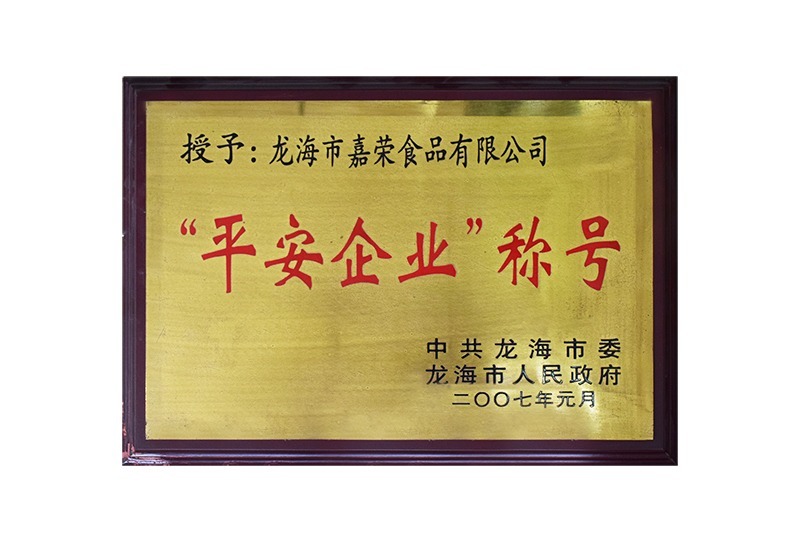 授予：龙海市嘉荣食品有限公司
“平安企业”称号
中共龙海市委
龙海市人民政府
二〇〇七年元月